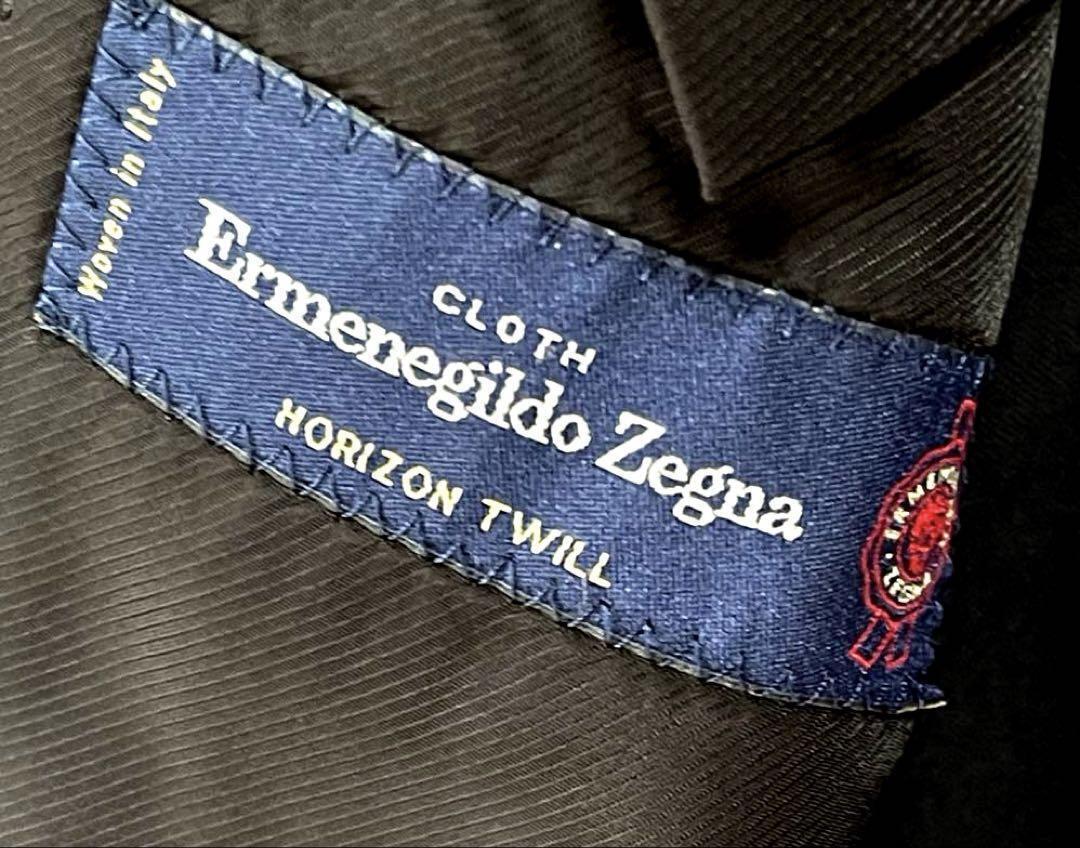 Woven in Italy
CLOTH
Ermenegildo Zegna
HORIZON TWILL